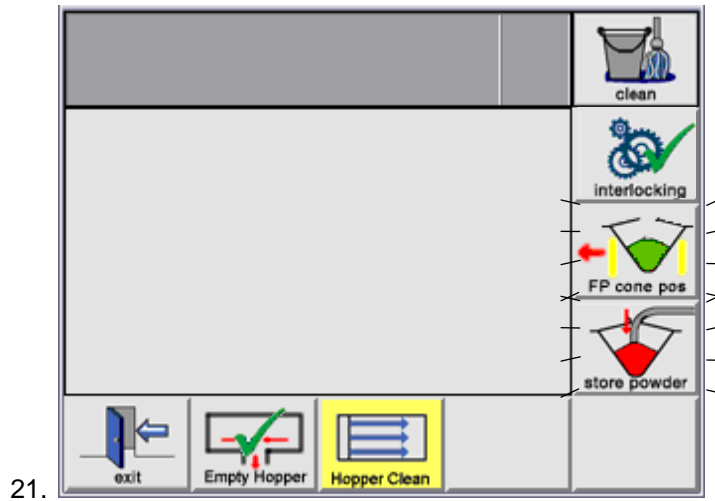 clean
interlocking
FP cone pos
store powder
exit
Empty Hopper
Hopper Clean
21.